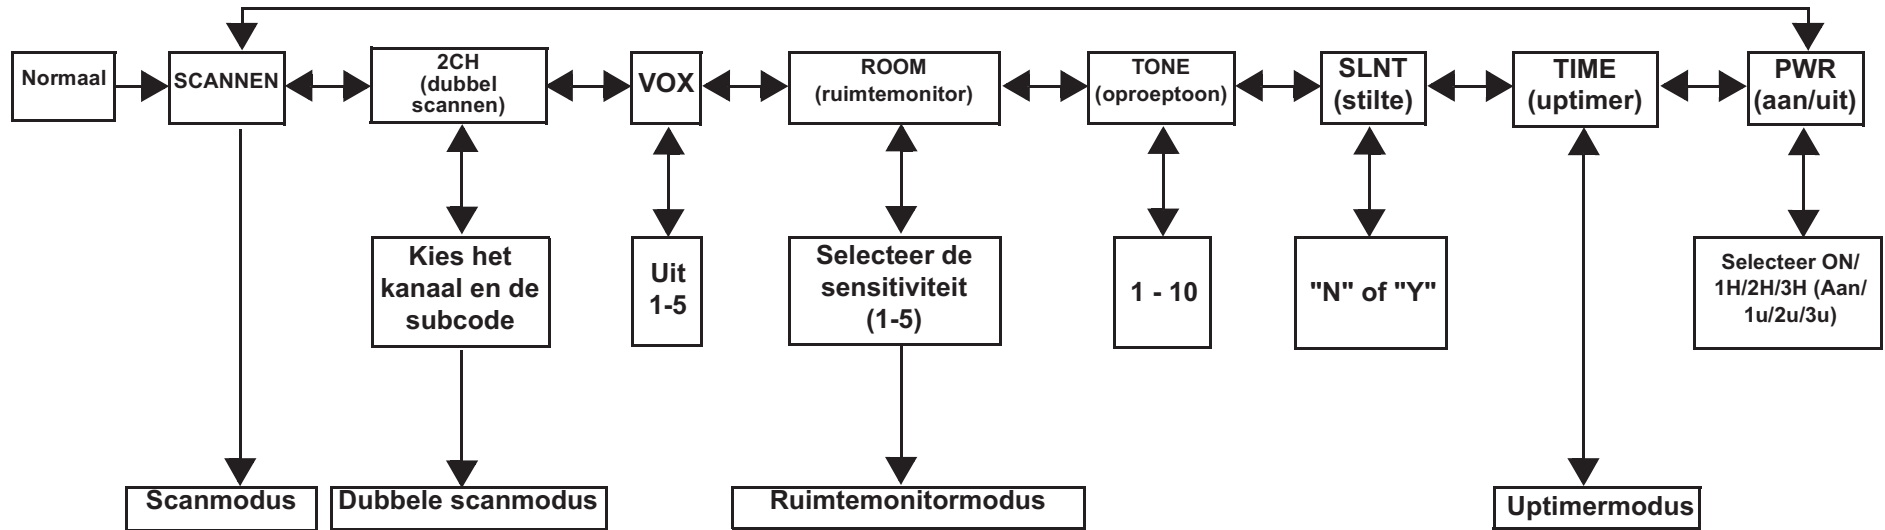 Normaal
SCANNEN
2CH
(dubbel
scannen)
VOX
ROOM
(ruimtemonitor)
TONE
(oproeptoon)
SLNT
(stilte)
TIME
(uptimer)
PWR
(aan/uit)
Kies het
kanaal en de
subcode
Uit
1-5
Selecteer de
sensitiviteit
(1-5)
1 - 10
"N" of "Y"
Selecteer ON/
1H/2H/3H (Aan/
1u/2u/3u)
Scanmodus
Dubbele scanmodus
Ruimtemonitormodus
Uptimermodus